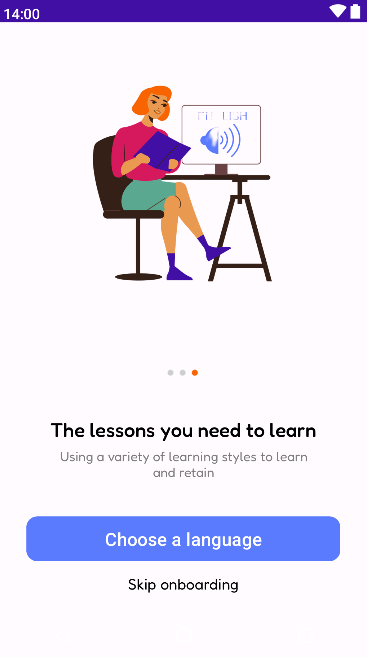 14:00
ENGLISH
The lessons you need to learn
Using a variety of learning styles to learn
and retain
Choose a language
Skip onboarding